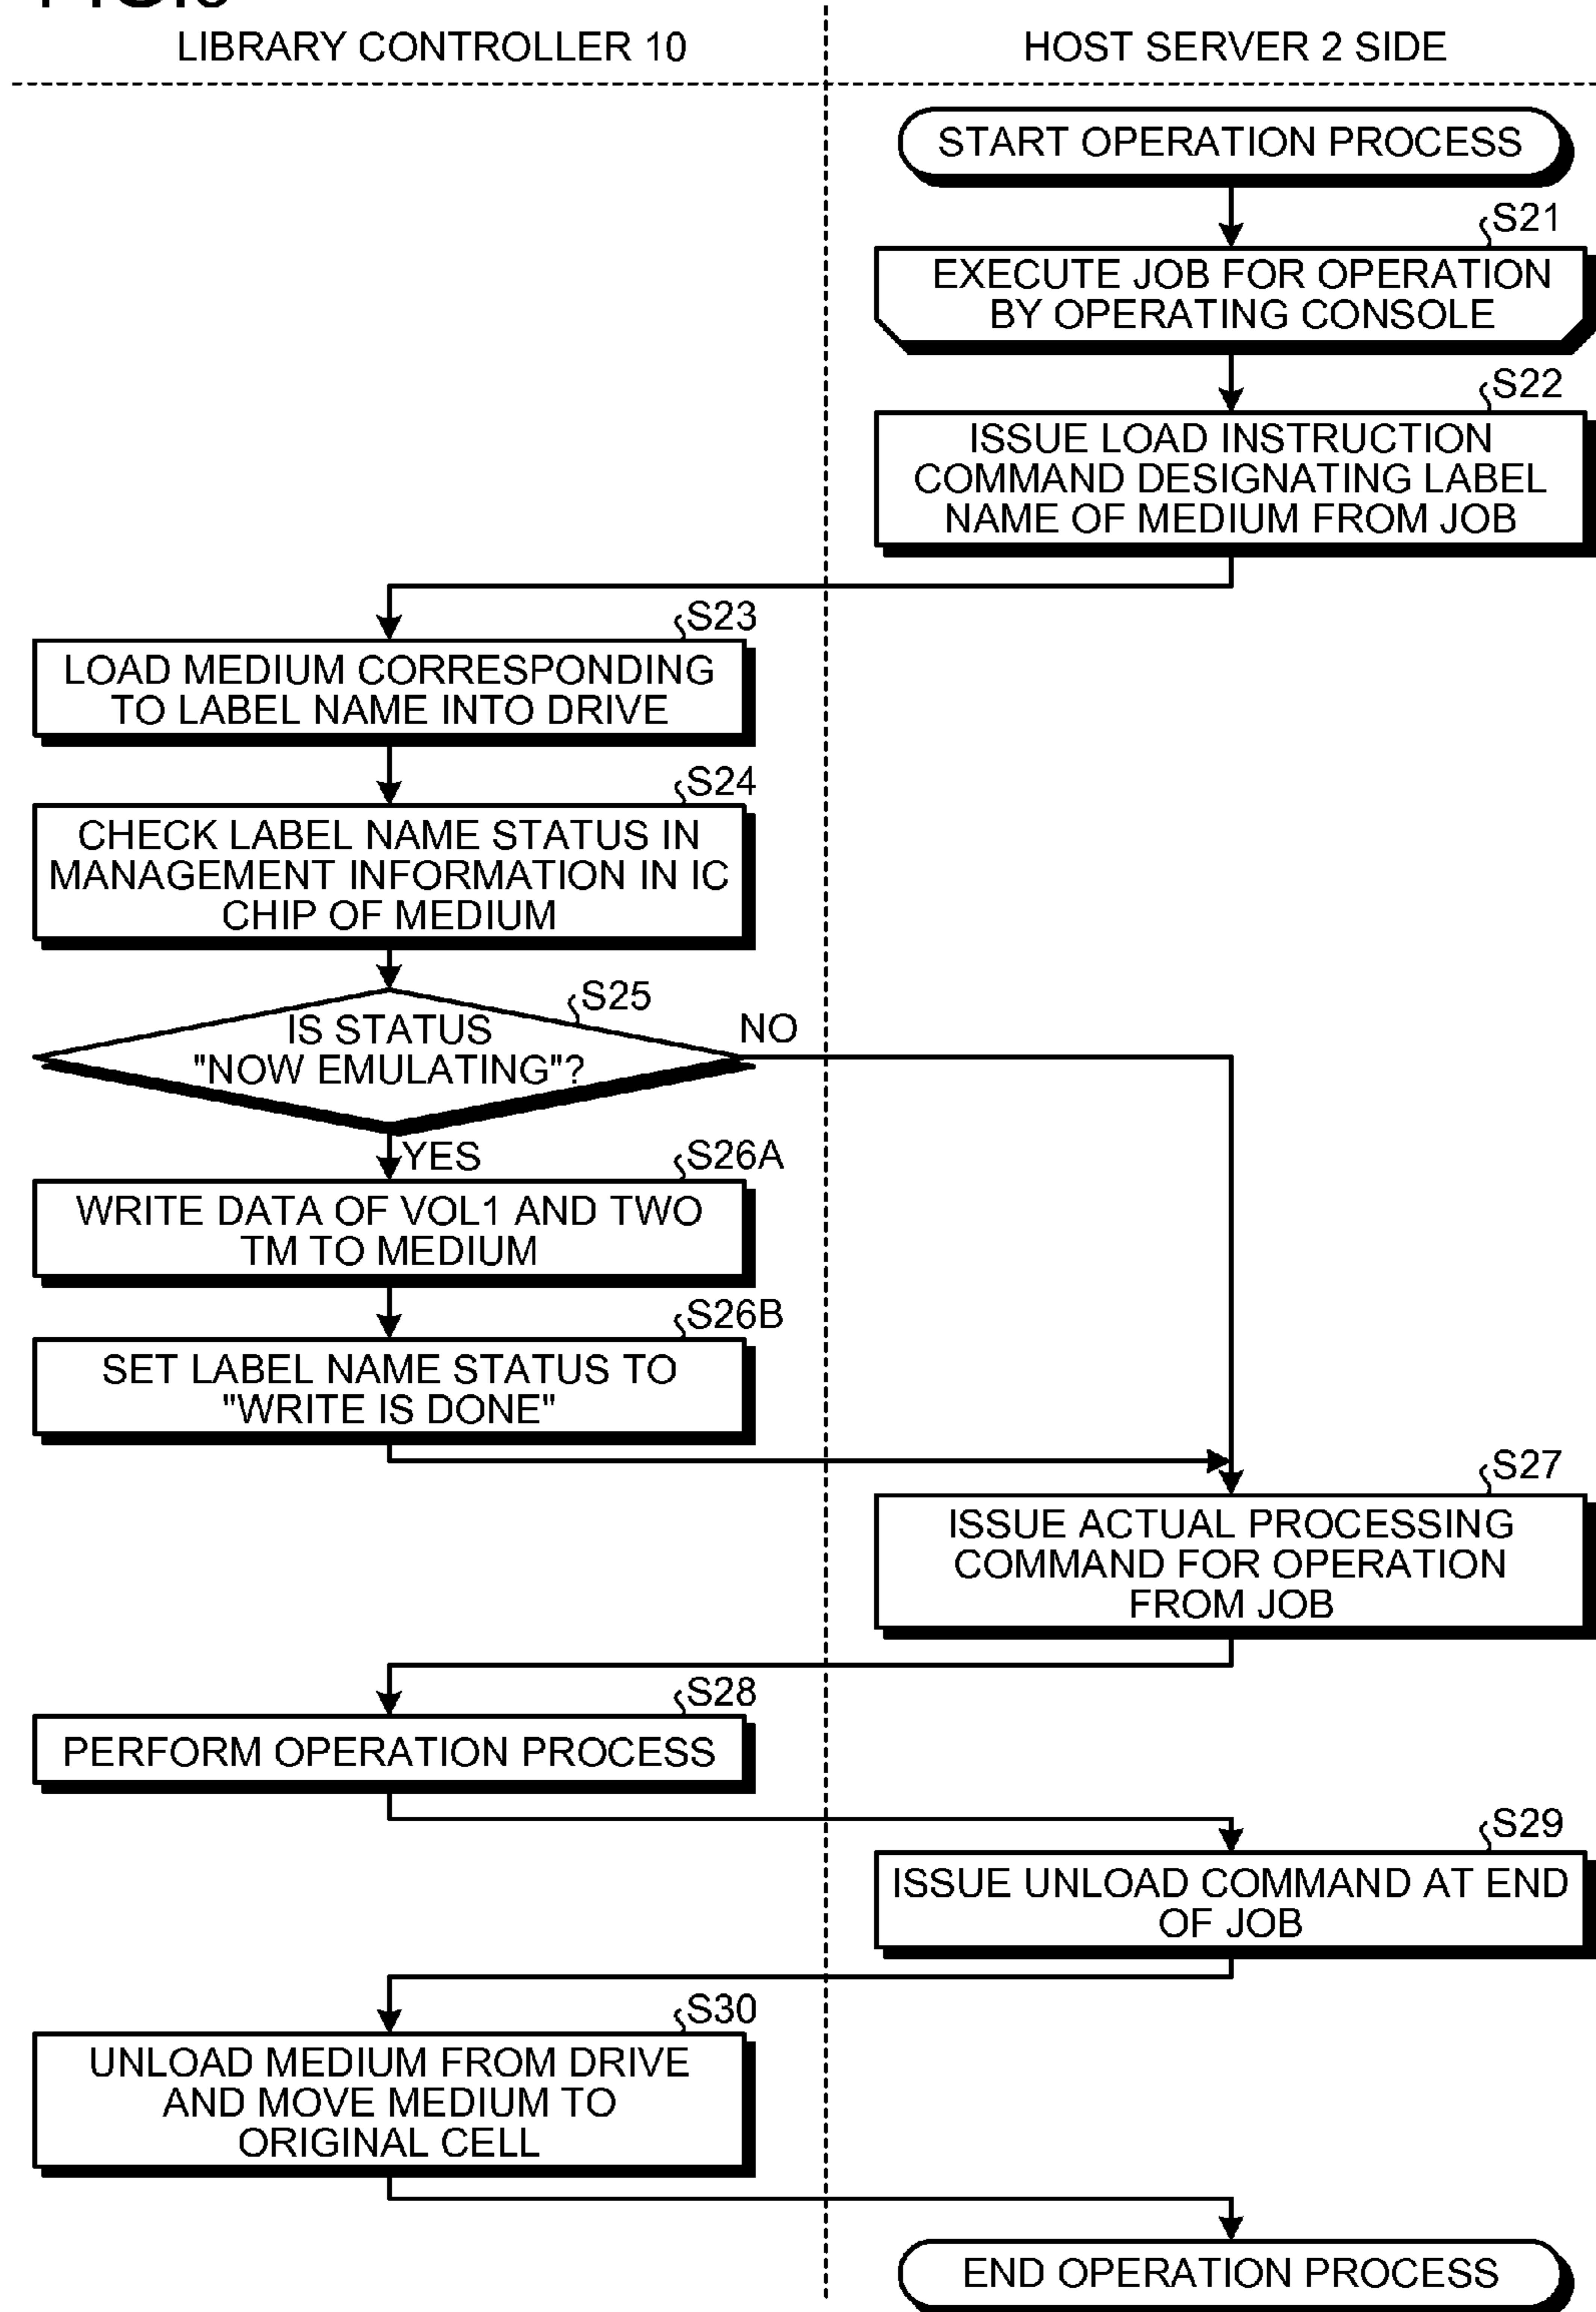 LIBRARY CONTROLLER 10
HOST SERVER 2 SIDE
START OPERATION PROCESS
S21
EXECUTE JOB FOR OPERATION
BY OPERATING CONSOLE
S22
ISSUE LOAD INSTRUCTION
COMMAND DESIGNATING LABEL
NAME OF MEDIUM FROM JOB
S23
LOAD MEDIUM CORRESPONDING
TO LABEL NAME INTO DRIVE
S24
CHECK LABEL NAME STATUS IN
MANAGEMENT INFORMATION IN IC
CHIP OF MEDIUM
S25
IS STATUS
"NOW EMULATING"?
NO
YES
S26A
WRITE DATA OF VOL1 AND TWO
TM TO MEDIUM
S26B
SET LABEL NAME STATUS TO
"WRITE IS DONE"
S27
ISSUE ACTUAL PROCESSING
COMMAND FOR OPERATION
FROM JOB
S28
PERFORM OPERATION PROCESS
S29
ISSUE UNLOAD COMMAND AT END
OF JOB
S30
UNLOAD MEDIUM FROM DRIVE
AND MOVE MEDIUM TO
ORIGINAL CELL
END OPERATION PROCESS